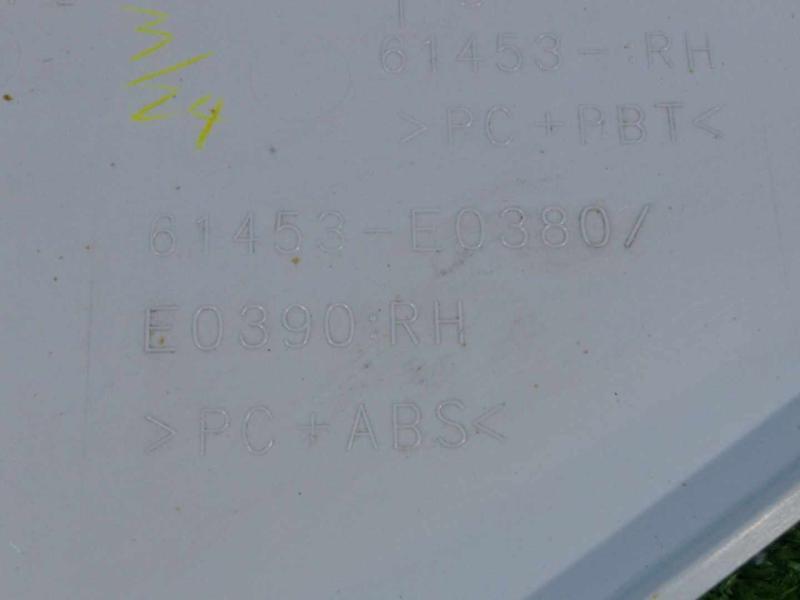 61453- :RH
>PC+PBT<
61453-E0380/
E0390:RH
>PC+ABS<